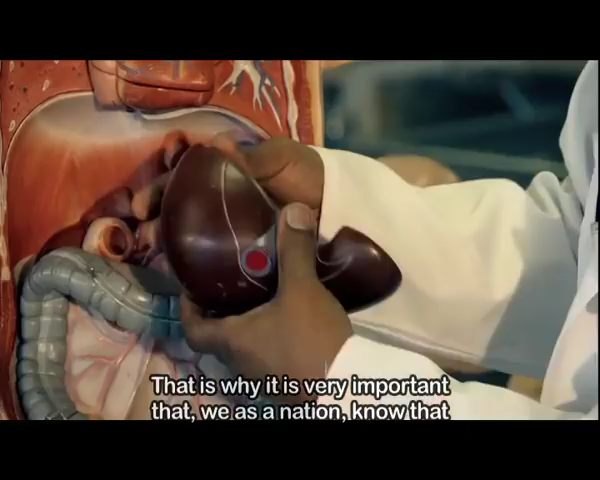 That is why it is very important
that, we as a nation, know that